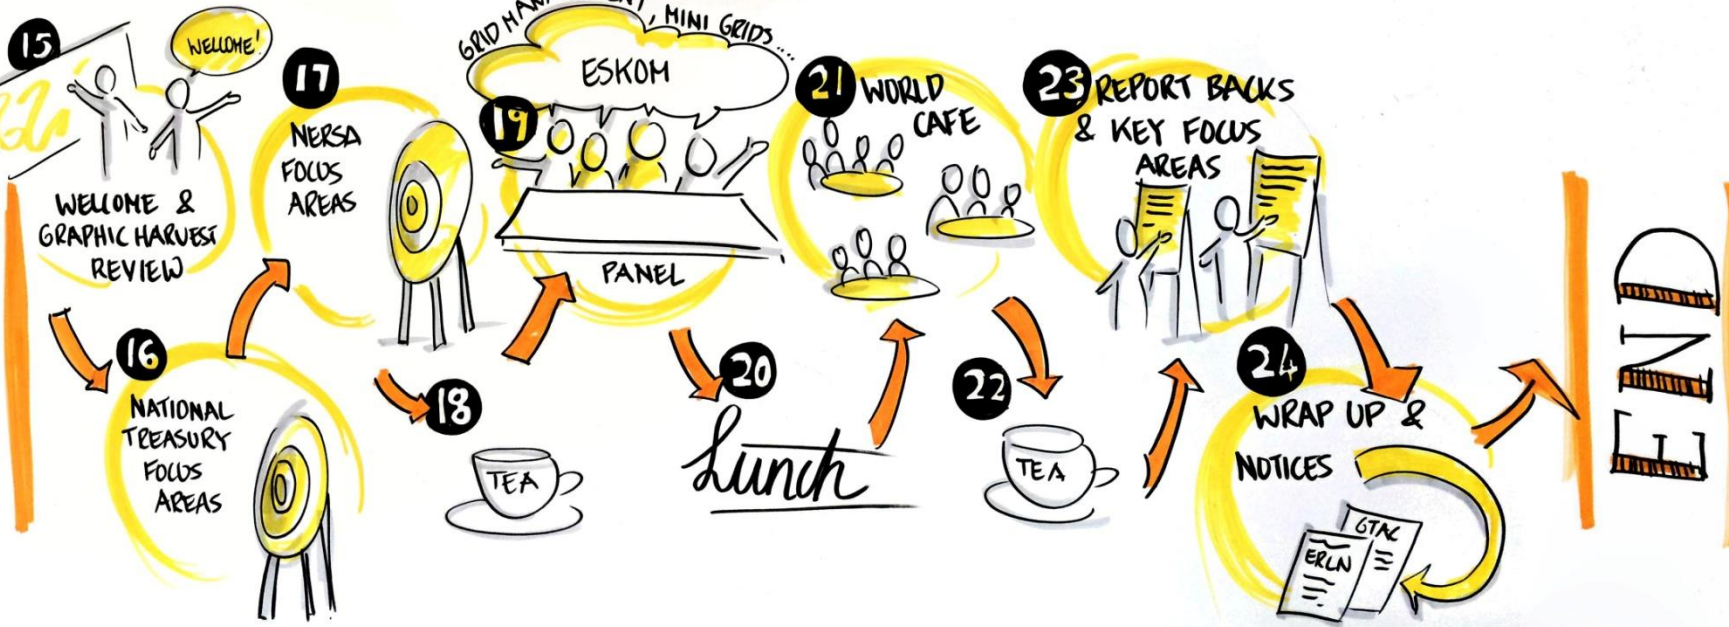 15
WELCOME!
WELCOME &
GRAPHIC HARVEST
REVIEW
16
NATIONAL
TREASURY
FOCUS
AREAS
17
NERSA
FOCUS
AREAS
18
TEA
GRID MANAGEMENT, MINI GRIDS....
ESKOM
19
PANEL
20
Lunch
21 WORLD
CAFE
22
TEA
23 REPORT BACKS
& KEY FOCUS
AREAS
24
WRAP UP &
NOTICES
GTAC
ERLN
END